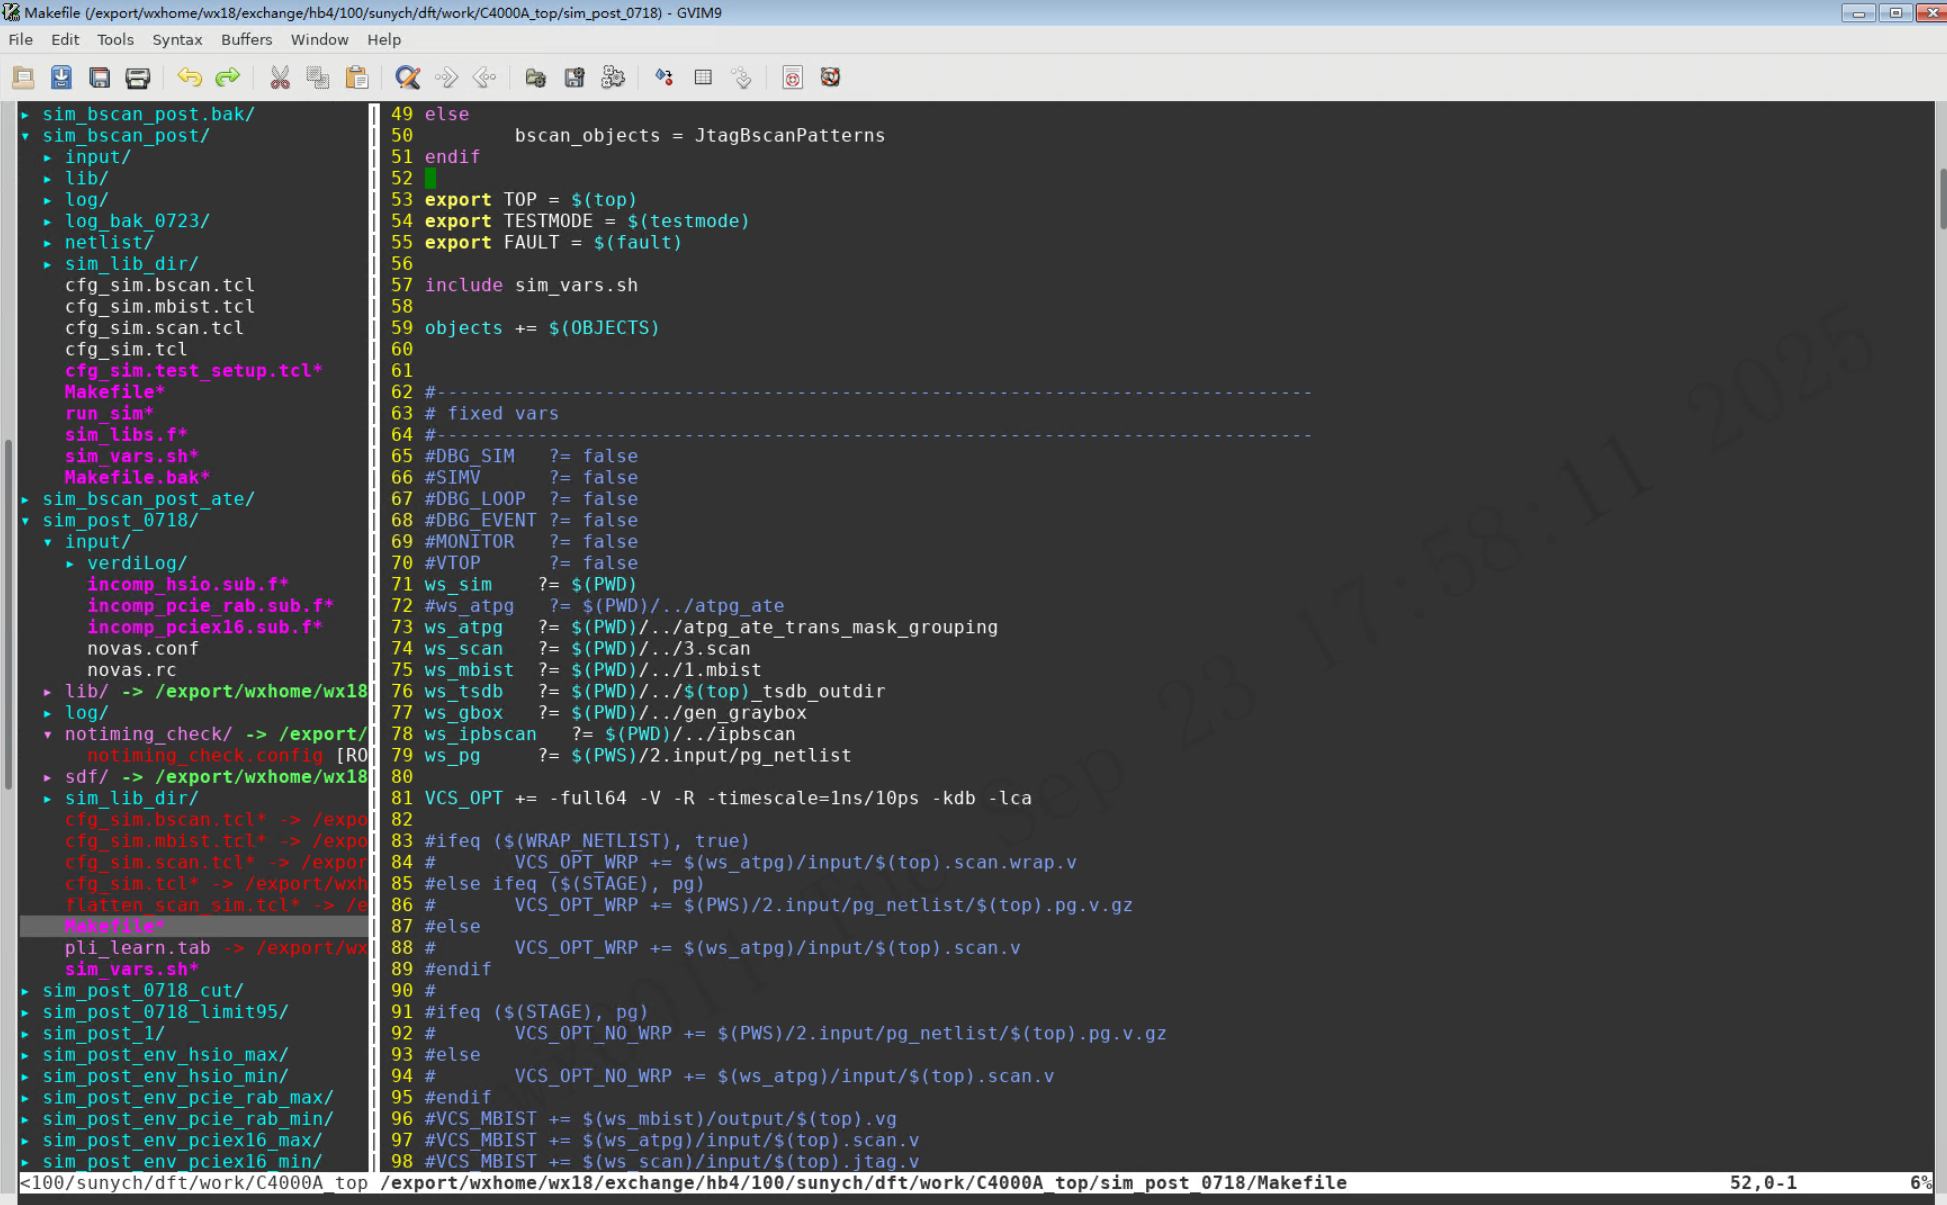 Makefile (/export/wxhome/wx18/exchange/hb4/100/sunych/dft/work/C4000A_top/sim_post_0718) - GVIM9
File Edit Tools Syntax Buffers Window Help
▸ sim_bscan_post.bak/
▾ sim_bscan_post/
▸ input/
▸ lib/
▸ log/
▸ log_bak_0723/
▸ netlist/
▸ sim_lib_dir/
cfg_sim.bscan.tcl
cfg_sim.mbist.tcl
cfg_sim.scan.tcl
cfg_sim.tcl
cfg_sim.test_setup.tcl*
Makefile*
run_sim*
sim_libs.f*
sim_vars.sh*
Makefile.bak*
▸ sim_bscan_post_ate/
▾ sim_post_0718/
▾ input/
▸ verdiLog/
incomp_hsio.sub.f*
incomp_pcie_rab.sub.f*
incomp_pciex16.sub.f*
novas.conf
novas.rc
▸ lib/ -> /export/wxhome/wx18
▸ log/
▾ notiming_check/ -> /export/
notiming_check.config [RO
▸ sdf/ -> /export/wxhome/wx18
▸ sim_lib_dir/
cfg_sim.bscan.tcl* -> /expo
cfg_sim.mbist.tcl* -> /expo
cfg_sim.scan.tcl* -> /expor
cfg_sim.tcl* -> /export/wxh
flatten_scan_sim.tcl* -> /e
Makefile*
pli_learn.tab -> /export/wx
sim_vars.sh*
▸ sim_post_0718_cut/
▸ sim_post_0718_limit95/
▸ sim_post_1/
▸ sim_post_env_hsio_max/
▸ sim_post_env_hsio_min/
▸ sim_post_env_pcie_rab_max/
▸ sim_post_env_pcie_rab_min/
▸ sim_post_env_pciex16_max/
▸ sim_post_env_pciex16_min/
49 else
50 bscan_objects = JtagBscanPatterns
51 endif
52
53 export TOP = $(top)
54 export TESTMODE = $(testmode)
55 export FAULT = $(fault)
56
57 include sim_vars.sh
58
59 objects += $(OBJECTS)
60
61
62 #------------------------------------------------------------------------------
63 # fixed vars
64 #------------------------------------------------------------------------------
65 #DBG_SIM ?= false
66 #SIMV ?= false
67 #DBG_LOOP ?= false
68 #DBG_EVENT ?= false
69 #MONITOR ?= false
70 #VTOP ?= false
71 ws_sim ?= $(PWD)
72 #ws_atpg ?= $(PWD)/../atpg_ate
73 ws_atpg ?= $(PWD)/../atpg_ate_trans_mask_grouping
74 ws_scan ?= $(PWD)/../3.scan
75 ws_mbist ?= $(PWD)/../1.mbist
76 ws_tsdb ?= $(PWD)/../$(top)_tsdb_outdir
77 ws_gbox ?= $(PWD)/../gen_graybox
78 ws_ipbscan ?= $(PWD)/../ipbscan
79 ws_pg ?= $(PWS)/2.input/pg_netlist
80
81 VCS_OPT += -full64 -V -R -timescale=1ns/10ps -kdb -lca
82
83 #ifeq ($(WRAP_NETLIST), true)
84 # VCS_OPT_WRP += $(ws_atpg)/input/$(top).scan.wrap.v
85 #else ifeq ($(STAGE), pg)
86 # VCS_OPT_WRP += $(PWS)/2.input/pg_netlist/$(top).pg.v.gz
87 #else
88 # VCS_OPT_WRP += $(ws_atpg)/input/$(top).scan.v
89 #endif
90 #
91 #ifeq ($(STAGE), pg)
92 # VCS_OPT_NO_WRP += $(PWS)/2.input/pg_netlist/$(top).pg.v.gz
93 #else
94 # VCS_OPT_NO_WRP += $(ws_atpg)/input/$(top).scan.v
95 #endif
96 #VCS_MBIST += $(ws_mbist)/output/$(top).vg
97 #VCS_MBIST += $(ws_atpg)/input/$(top).scan.v
98 #VCS_MBIST += $(ws_scan)/input/$(top).jtag.v
Sep 23 17:58:11 2025
<100/sunych/dft/work/C4000A_top /export/wxhome/wx18/exchange/hb4/100/sunych/dft/work/C4000A_top/sim_post_0718/Makefile 52,0-1 6%